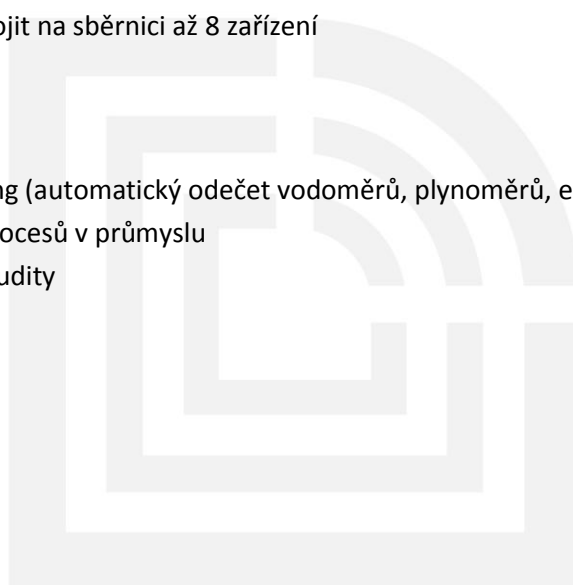 ojit na sběrnici až 8 zařízení
ng (automatický odečet vodoměrů, plynoměrů, e
ocesů v průmyslu
udity